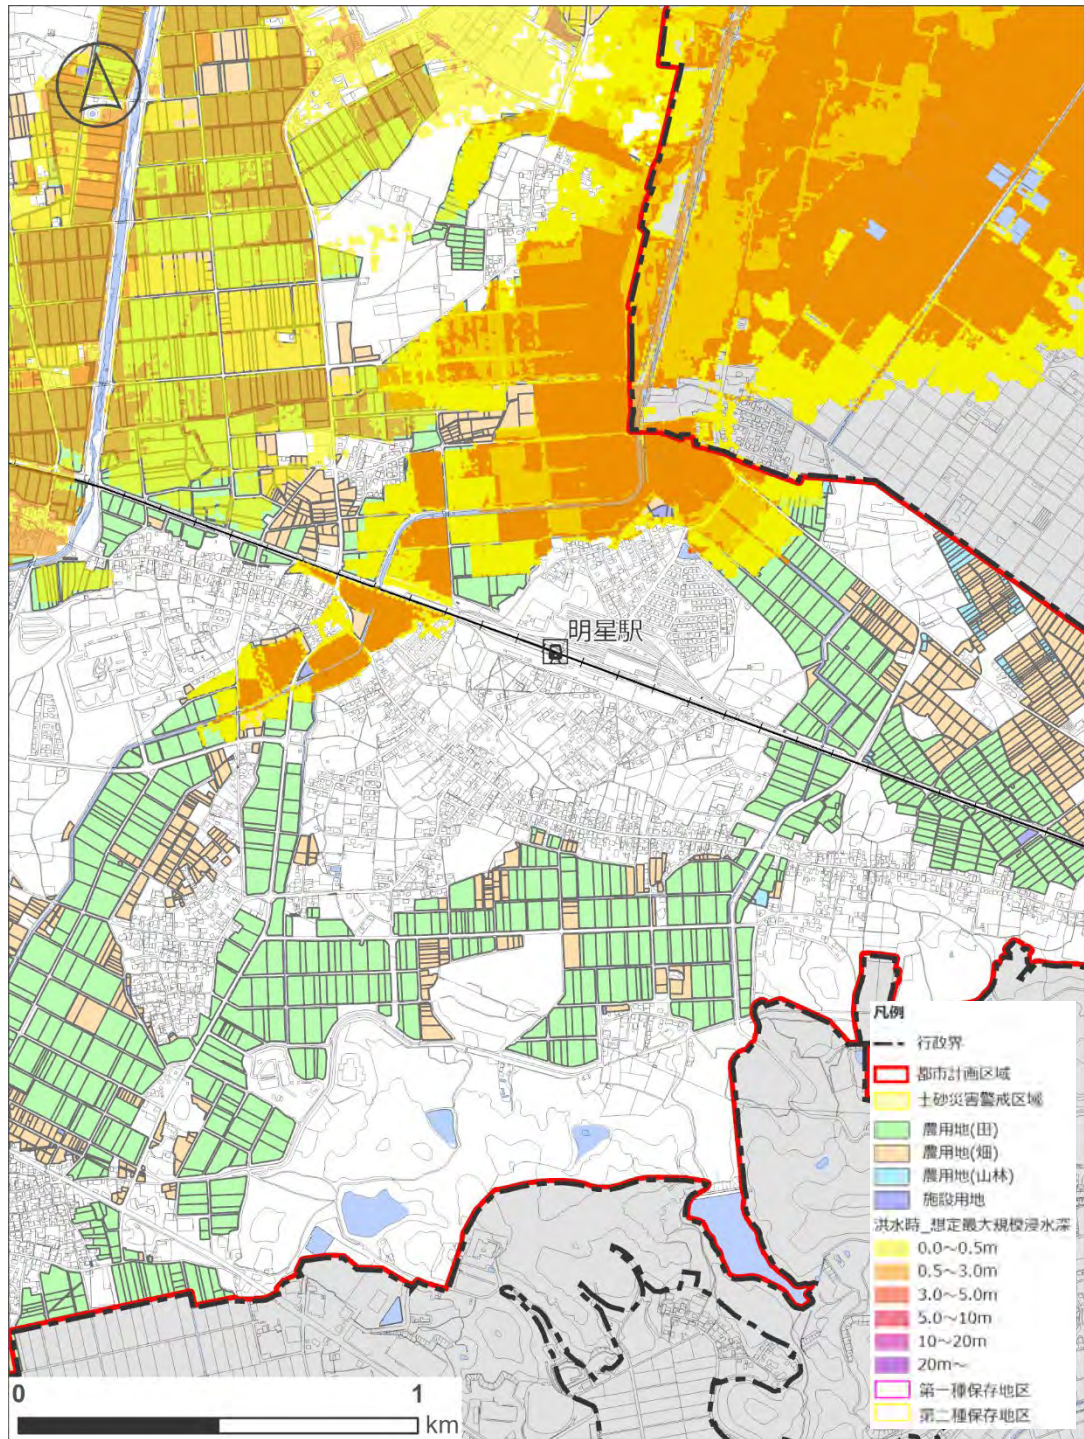 明星駅
凡例
行政界
都市計画区域
土砂災害警戒区域
農用地(田)
農用地(畑)
農用地(山林)
施設用地
洪水時_想定最大規模浸水深
0.0～0.5m
0.5～3.0m
3.0～5.0m
5.0～10m
10～20m
20m～
第一種保存地区
第二種保存地区
0 1
km